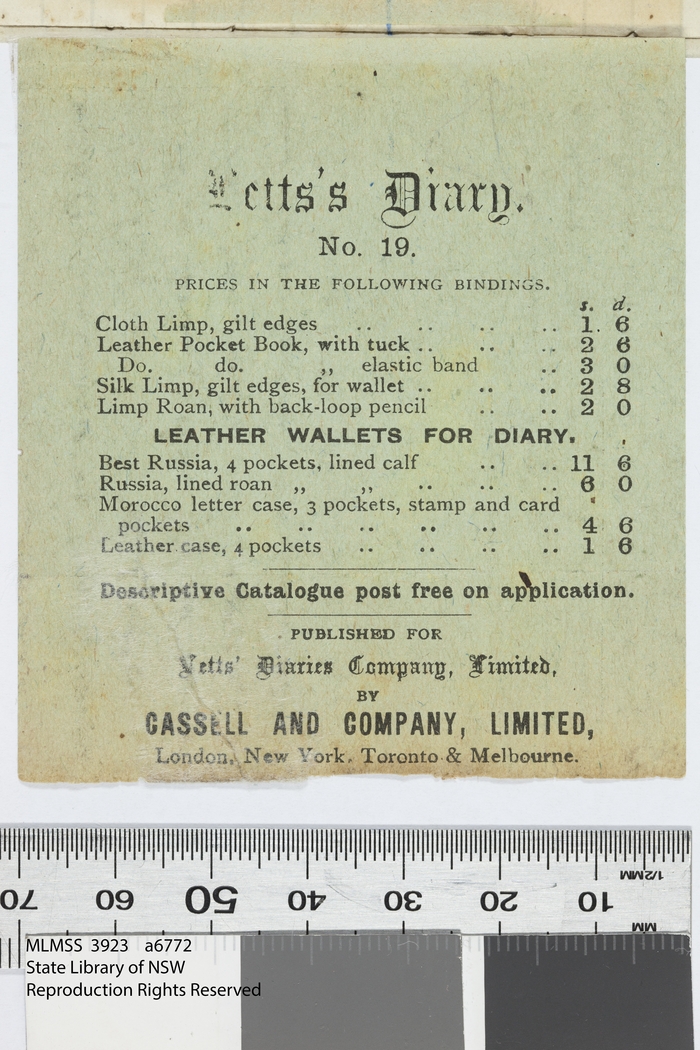 Letts's Diary.
No. 19.
PRICES IN THE FOLLOWING BINDINGS.
s. d.
Cloth Limp, gilt edges .. .. .. .. 1 6
Leather Pocket Book, with tuck .. .. .. 2 6
Do. do. ,, elastic band .. 3 0
Silk Limp, gilt edges, for wallet .. .. .. 2 8
Limp Roan, with back-loop pencil .. .. 2 0
LEATHER WALLETS FOR DIARY.
Best Russia, 4 pockets, lined calf .. .. 11 6
Russia, lined roan ,, ,, .. .. .. 6 0
Morocco letter case, 3 pockets, stamp and card
pockets .. .. .. .. .. .. 4 6
Leather case, 4 pockets .. .. .. .. 1 6
Descriptive Catalogue post free on application.
PUBLISHED FOR
Letts' Diaries Company, Limited,
BY
CASSELL AND COMPANY, LIMITED,
London, New York, Toronto & Melbourne.
1/2MM
70 60 50 40 30 20 10
MM
MLMSS 3923 a6772
State Library of NSW
Reproduction Rights Reserved